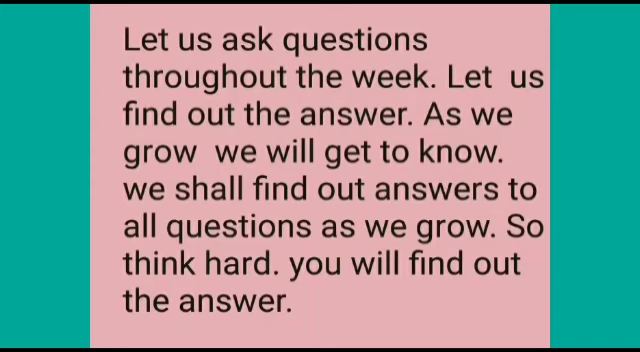 Let us ask questions
throughout the week. Let  us
find out the answer. As we
grow  we will get to know.
we shall find out answers to
all questions as we grow. So
think hard. you will find out
the answer.